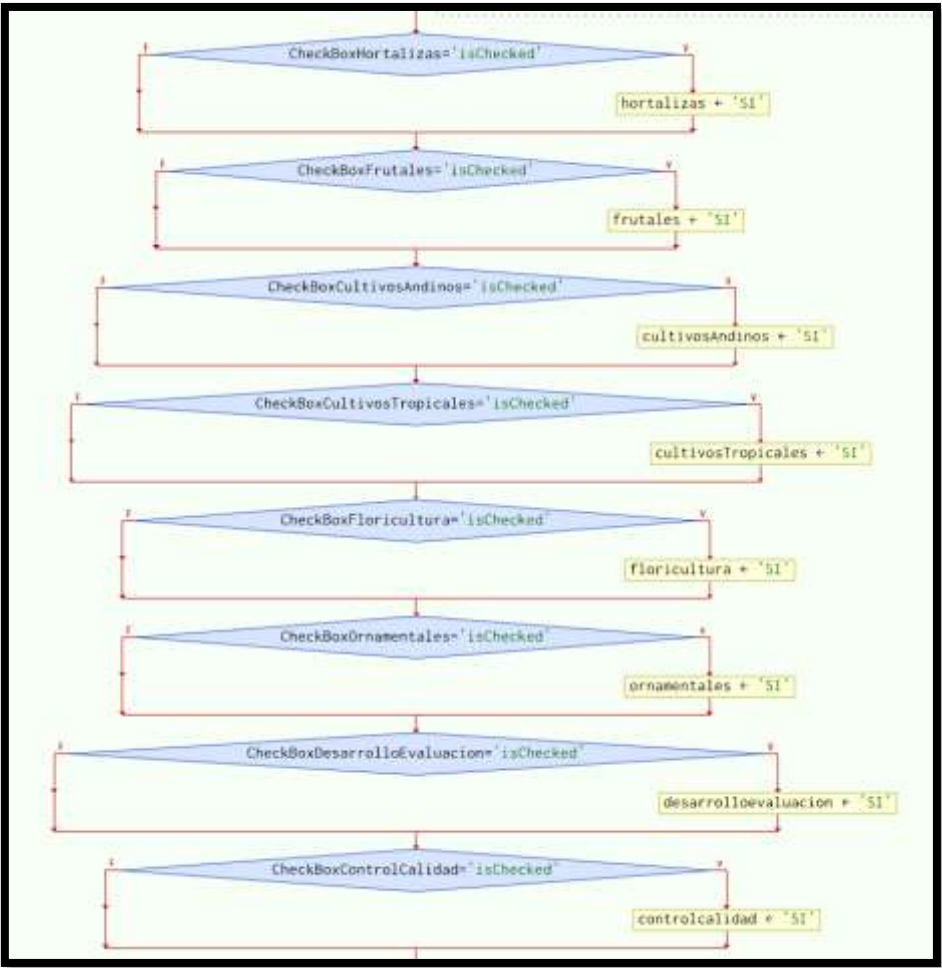 F V
CheckBoxHortalizas='isChecked'
hortalizas ← 'SI'
F V
CheckBoxFrutales='isChecked'
frutales ← 'SI'
F V
CheckBoxCultivosAndinos='isChecked'
cultivosAndinos ← 'SI'
F V
CheckBoxCultivosTropicales='isChecked'
cultivosTropicales ← 'SI'
F V
CheckBoxFloricultura='isChecked'
floricultura ← 'SI'
F V
CheckBoxOrnamentales='isChecked'
ornamentales ← 'SI'
F V
CheckBoxDesarrolloEvaluacion='isChecked'
desarrolloevaluacion ← 'SI'
F V
CheckBoxControlCalidad='isChecked'
controlcalidad ← 'SI'